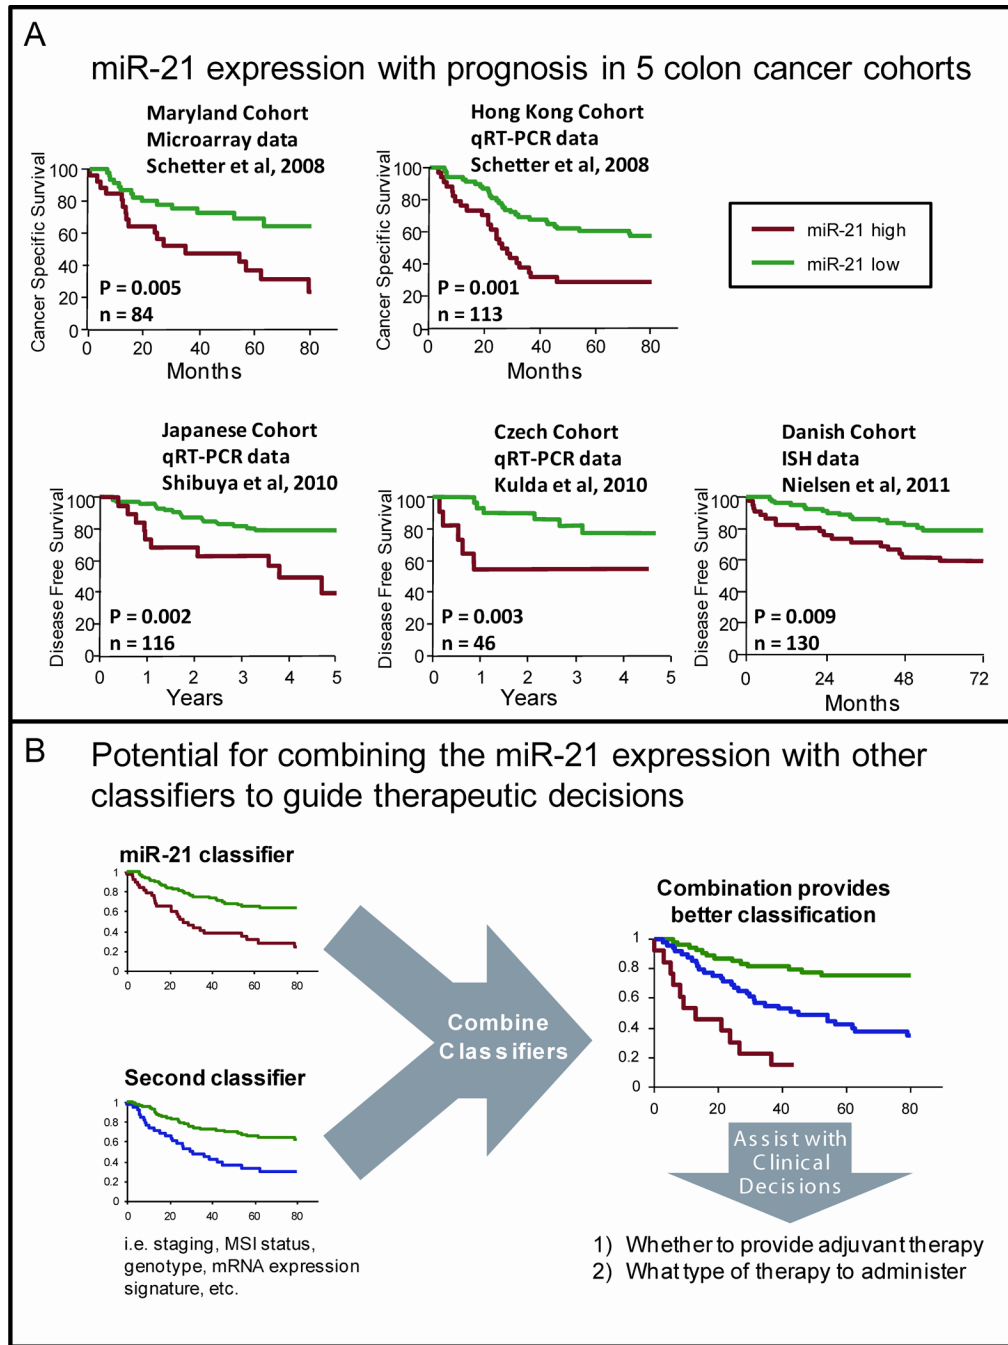 A
miR-21 expression with prognosis in 5 colon cancer cohorts
Maryland Cohort
Microarray data
Schetter et al, 2008
Cancer Specific Survival
100
80
60
40
20
0
P = 0.005
n = 84
0 20 40 60 80
Months
Hong Kong Cohort
qRT-PCR data
Schetter et al, 2008
Cancer Specific Survival
100
80
60
40
20
0
P = 0.001
n = 113
0 20 40 60 80
Months
miR-21 high
miR-21 low
Japanese Cohort
qRT-PCR data
Shibuya et al, 2010
Disease Free Survival
100
80
60
40
20
0
P = 0.002
n = 116
0 1 2 3 4 5
Years
Czech Cohort
qRT-PCR data
Kulda et al, 2010
Disease Free Survival
100
80
60
40
20
0
P = 0.003
n = 46
0 1 2 3 4 5
Years
Danish Cohort
ISH data
Nielsen et al, 2011
Disease Free Survival
100
80
60
40
20
0
P = 0.009
n = 130
0 24 48 72
Months
B
Potential for combining the miR-21 expression with other
classifiers to guide therapeutic decisions
miR-21 classifier
1
0.8
0.6
0.4
0.2
0
0 20 40 60 80
Second classifier
1
0.8
0.6
0.4
0.2
0
0 20 40 60 80
i.e. staging, MSI status,
genotype, mRNA expression
signature, etc.
Combine
Classifiers
Combination provides
better classification
1
0.8
0.6
0.4
0.2
0
0 20 40 60 80
Assist with
Clinical
Decisions
1) Whether to provide adjuvant therapy
2) What type of therapy to administer